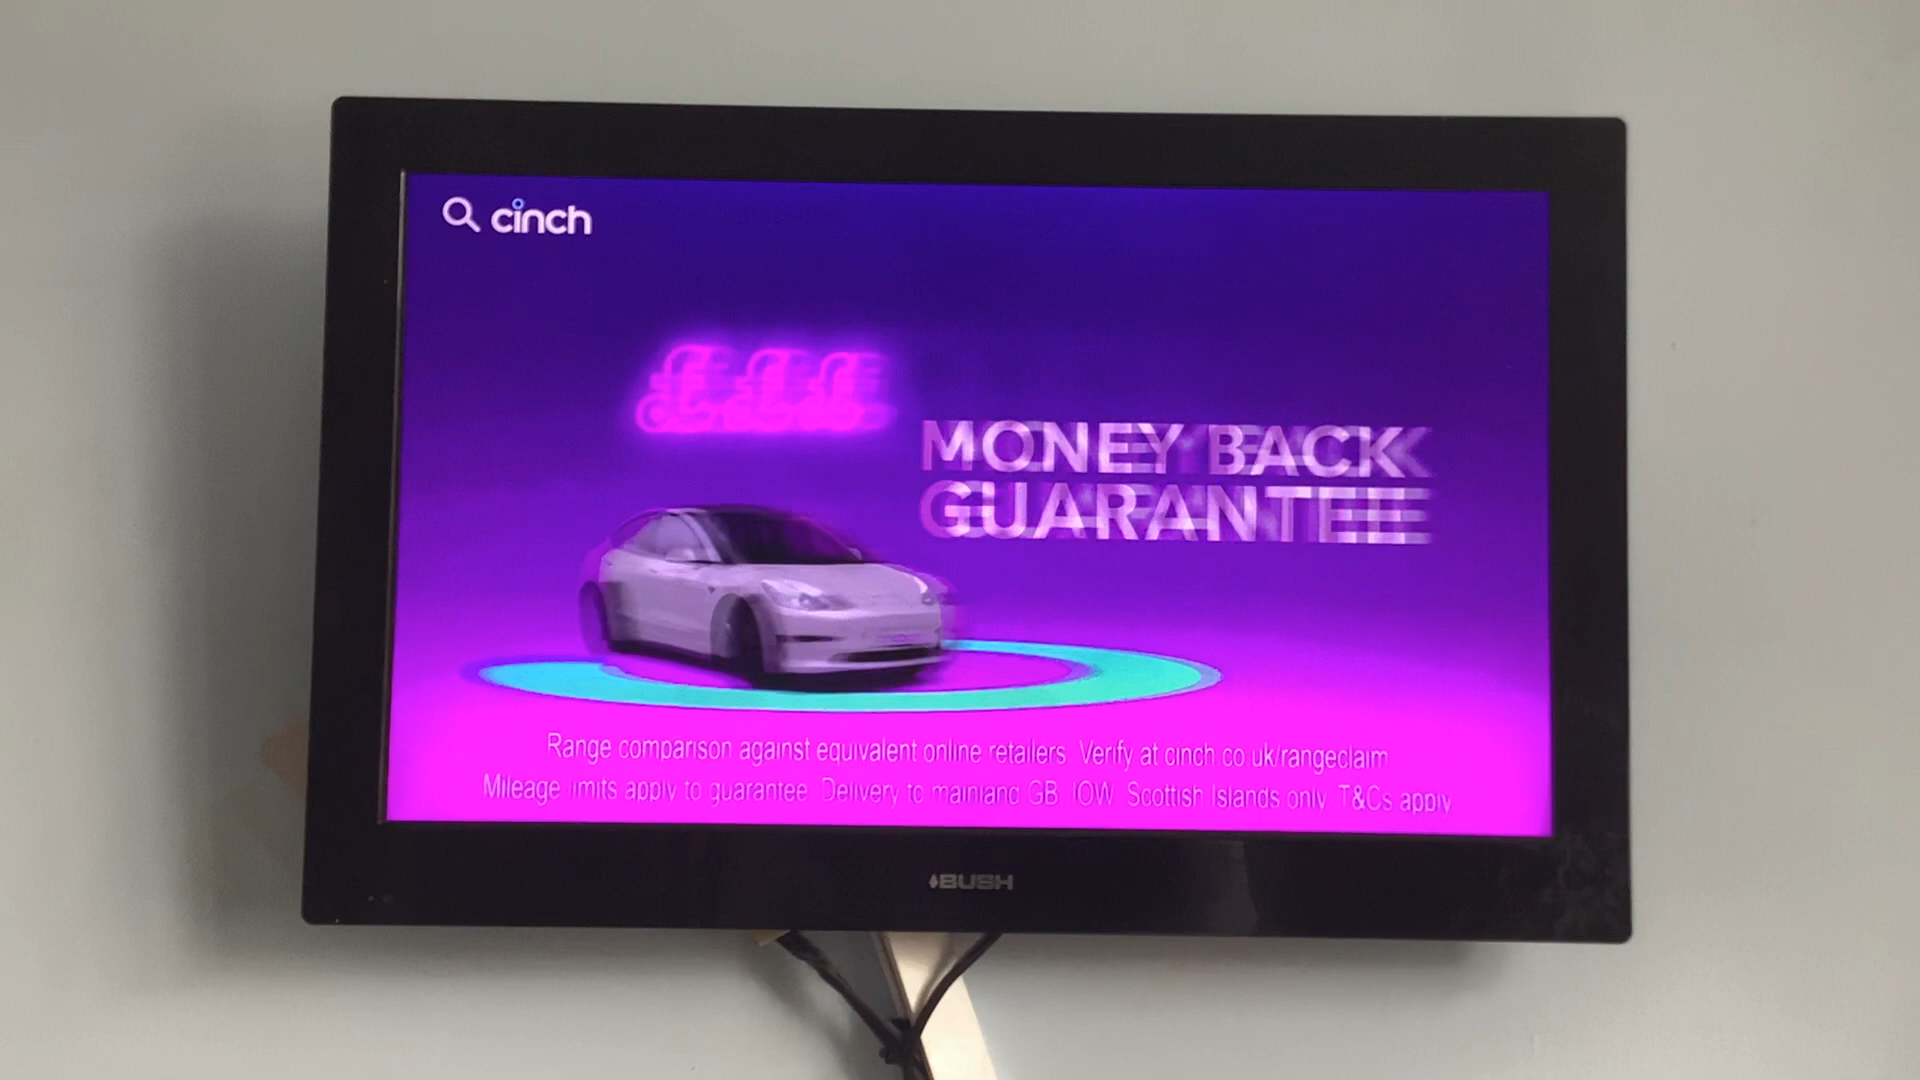 cinch
£££
MONEY BACK
GUARANTEE
Range comparison against equivalent online retailers. Verify at cinch.co.uk/rangeclaim
Mileage limits apply to guarantee. Delivery to mainland GB, IOW, Scottish Islands only. T&Cs apply
BUSH